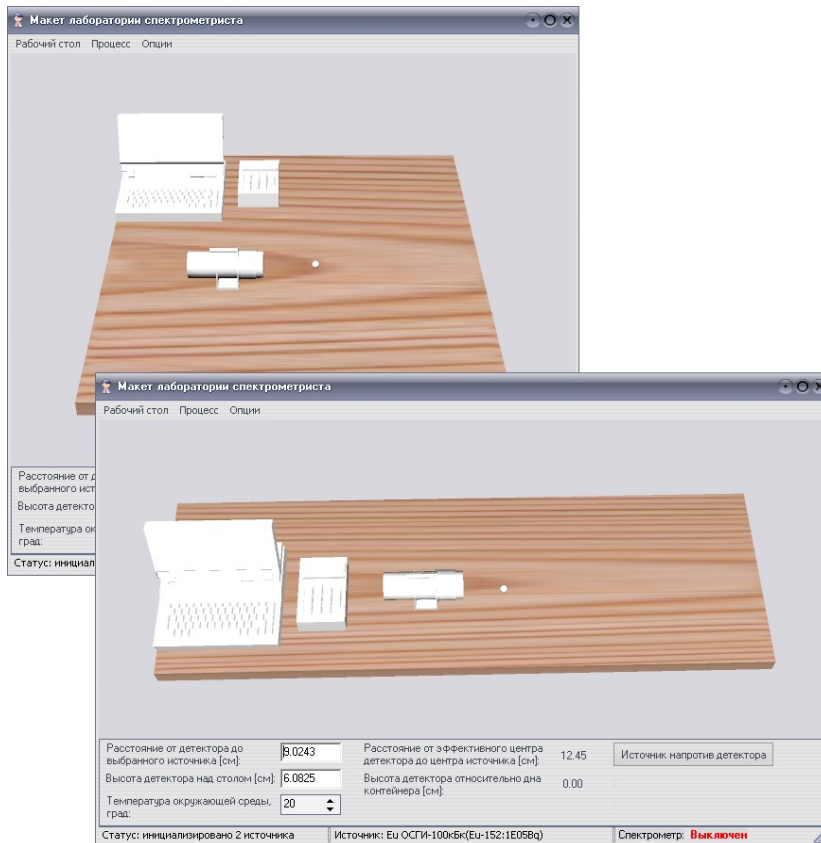 Макет лаборатории спектрометриста
Рабочий стол Процесс Опции
Расстояние от д
выбранного ист
Высота детекто
Температура ок
град:
Статус: инициал
Макет лаборатории спектрометриста
Рабочий стол Процесс Опции
Расстояние от детектора до
выбранного источника [см]:
9.0243
Расстояние от эффективного центра
детектора до центра источника [см]:
12.45
Источник напротив детектора
Высота детектора над столом [см]:
6.0825
Высота детектора относительно дна
контейнера [см]:
0.00
Температура окружающей среды,
град:
20
Статус: инициализировано 2 источника
Источник: Eu ОСГИ-100кБк(Eu-152:1E05Bq)
Спектрометр: Выключен